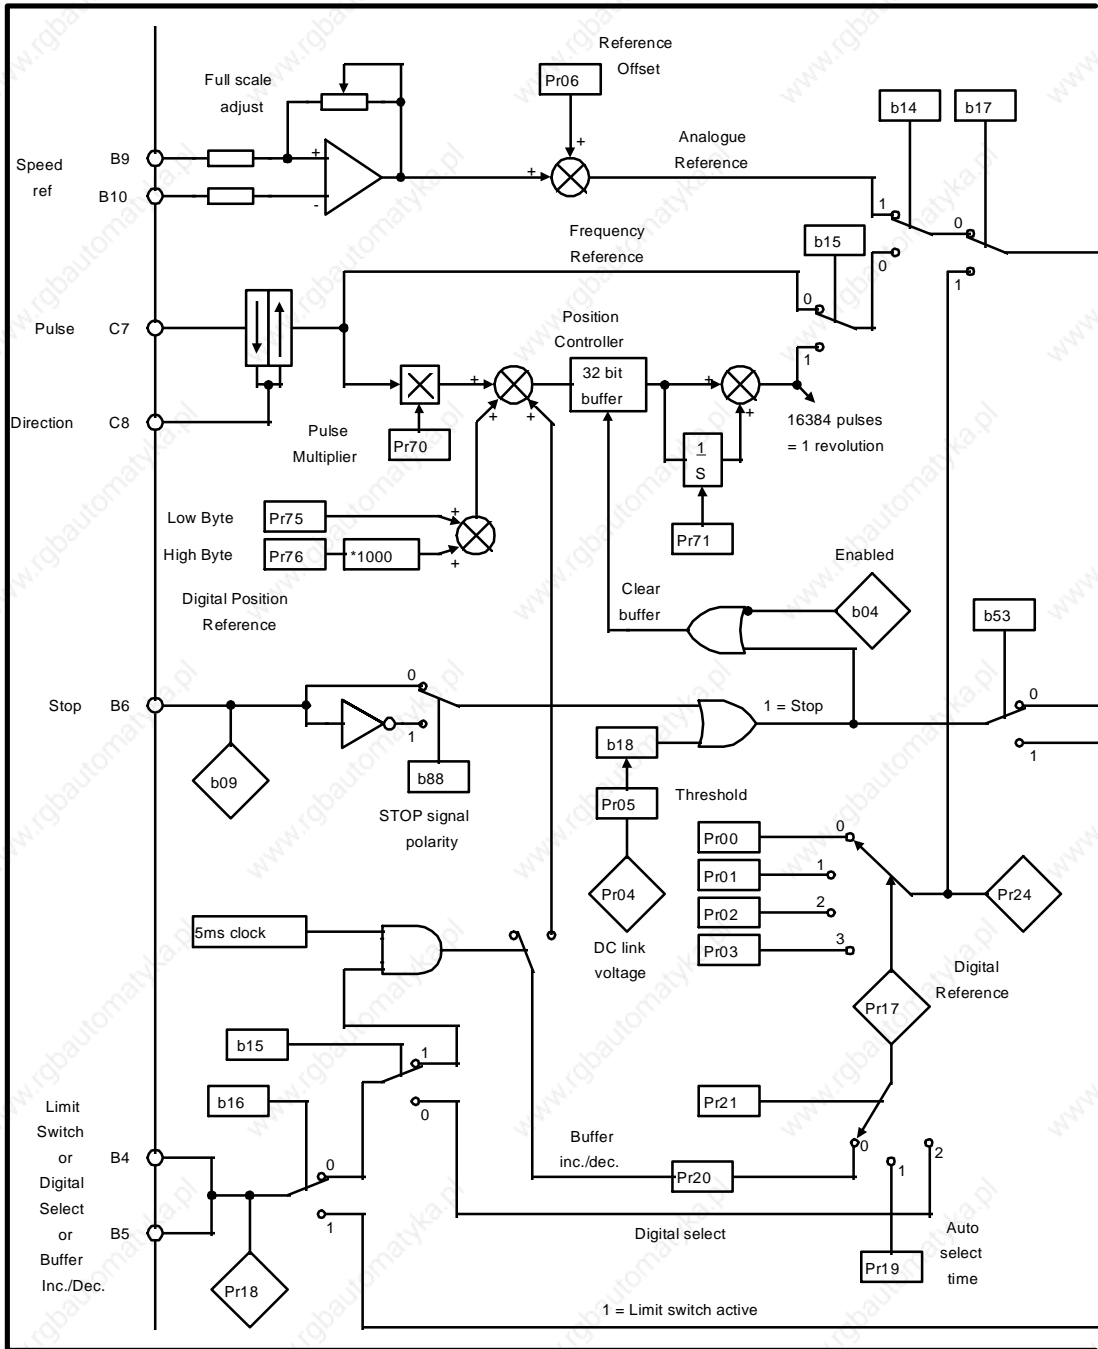 Reference
Offset
Pr06
Full scale
adjust
b14
b17
Analogue
Reference
Speed
ref
B9
B10
+
-
+
+
1
0
0
1
Frequency
Reference
b15
0
1
Pulse
C7
Direction
C8
Position
Controller
32 bit
buffer
+
+
+
+
+
16384 pulses
= 1 revolution
Pulse
Multiplier
Pr70
1
S
Pr71
Low Byte
Pr75
+
High Byte
Pr76
*1000
+
Digital Position
Reference
Clear
buffer
Enabled
b04
b53
Stop
B6
0
1
1 = Stop
0
1
b09
b88
STOP signal
polarity
b18
Pr05
Pr04
DC link
voltage
Threshold
Pr00
0
Pr01
1
Pr02
2
Pr03
3
Pr24
Digital
Reference
Pr17
5ms clock
b15
1
0
b16
Limit
Switch
or
Digital
Select
or
Buffer
Inc./Dec.
B4
B5
0
1
Pr18
Pr21
Buffer
inc./dec.
Pr20
0
1
2
Digital select
Pr19
Auto
select
time
1 = Limit switch active
www.rgbautomatyka.pl